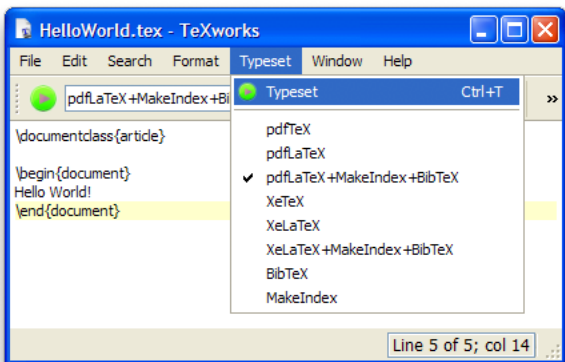 HelloWorld.tex - TeXworks
File Edit Search Format Typeset Window Help
pdfLaTeX+MakeIndex+Bi
Typeset Ctrl+T
»
\documentclass{article}
\begin{document}
Hello World!
\end{document}
pdfTeX
pdfLaTeX
✔ pdfLaTeX+MakeIndex+BibTeX
XeTeX
XeLaTeX
XeLaTeX+MakeIndex+BibTeX
BibTeX
MakeIndex
Line 5 of 5; col 14